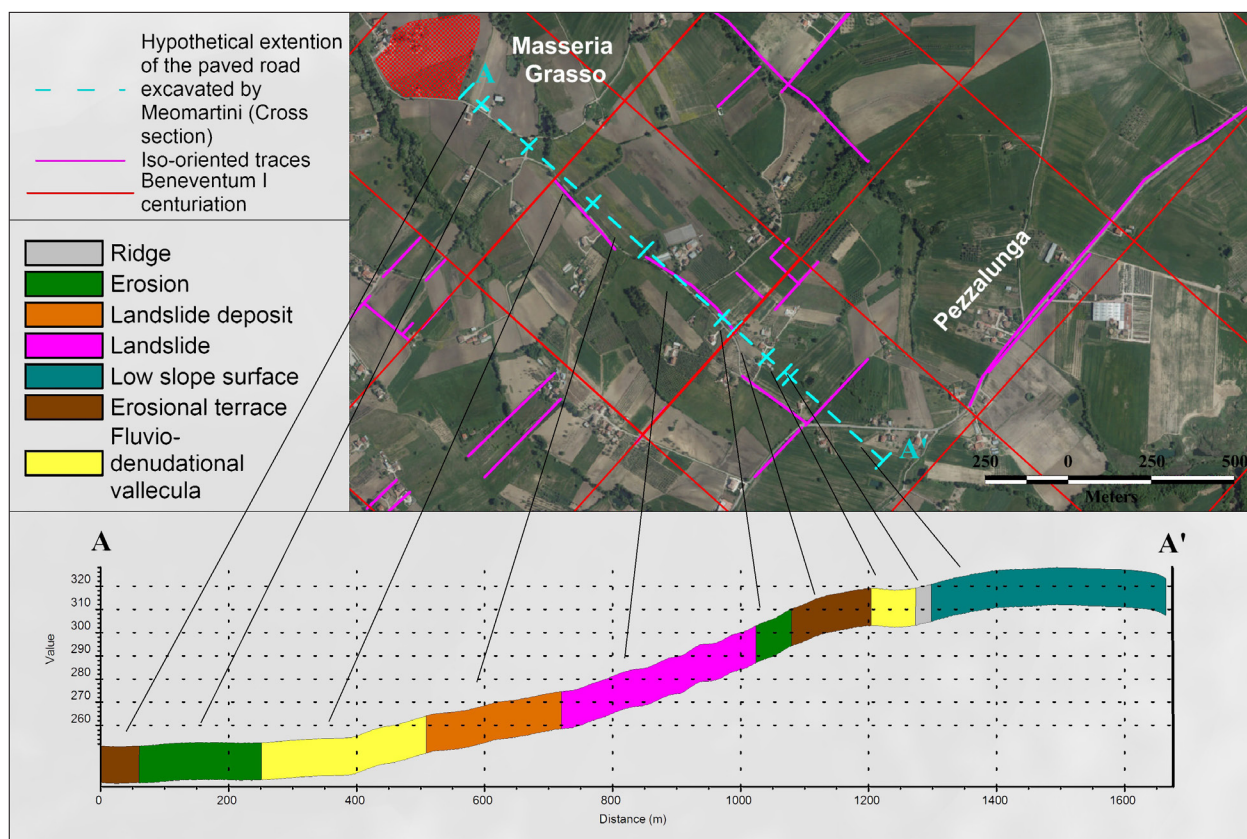 Hypothetical extention
of the paved road
excavated by
Meomartini (Cross
section)
Iso-oriented traces
Beneventum I
centuriation
Ridge
Erosion
Landslide deposit
Landslide
Low slope surface
Erosional terrace
Fluvio-
denudational
vallecula
Masseria
Grasso
A
Pezzalunga
A'
250 0 250 500
Meters
A
A'
320
310
300
290
280
270
260
Value
0 200 400 600 800 1000 1200 1400 1600
Distance (m)